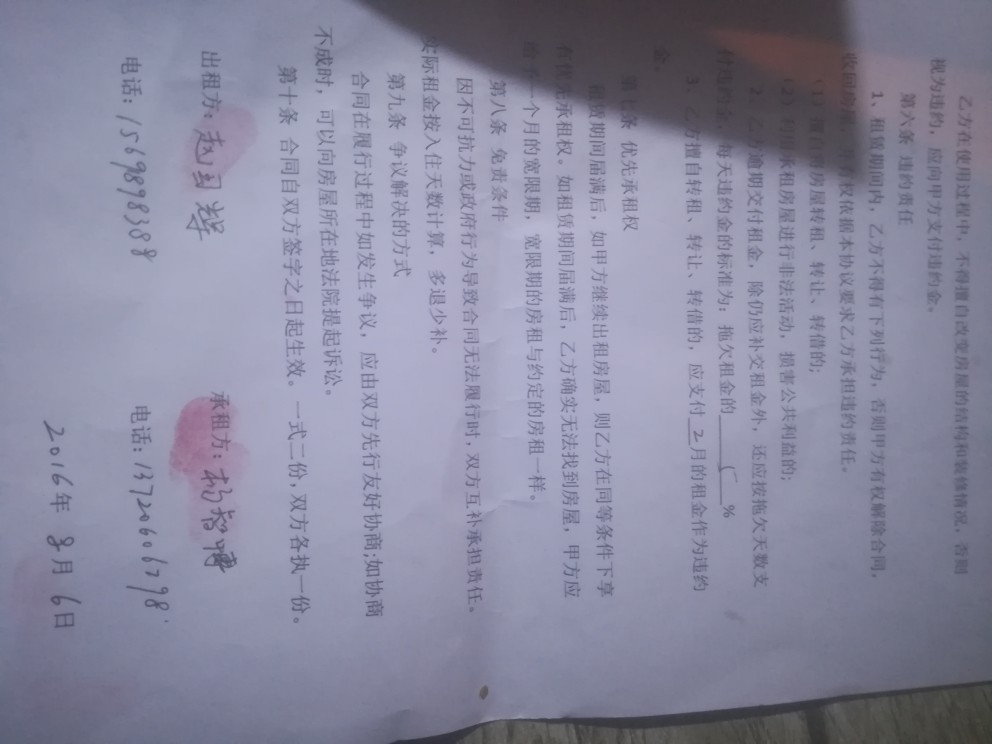 乙方在使用过程中，不得擅自改变房屋的结构和装修情况，否则
视为违约，应向甲方支付违约金。
第六条 违约责任
1、租赁期间内，乙方不得有下列行为，否则甲方有权解除合同，
收回房屋，并有权依据本协议要求乙方承担违约责任。
（1）擅自将房屋转租、转让、转借的；
（2）利用承租房屋进行非法活动，损害公共利益的；
2、乙方逾期交付租金，除仍应补交租金外，还应按拖欠天数支
付违约金，每天违约金的标准为：拖欠租金的 5 %
3、乙方擅自转租、转让、转借的，应支付 2 月的租金作为违约
金。
第七条 优先承租权
租赁期间届满后，如甲方继续出租房屋，则乙方在同等条件下享
有优先承租权。如租赁期间届满后，乙方确实无法找到房屋，甲方应
给予一个月的宽限期，宽限期的房租与约定的房租一样。
第八条 免责条件
因不可抗力或政府行为导致合同无法履行时，双方互补承担责任。
实际租金按入住天数计算，多退少补。
第九条 争议解决的方式
合同在履行过程中如发生争议，应由双方先行友好协商;如协商
不成时，可以向房屋所在地法院提起诉讼。
第十条 合同自双方签字之日起生效。一式二份，双方各执一份。
出租方：赵国辉 承租方：杨智博
电话：1569898388 电话：13720606798
2016年 8月 6日